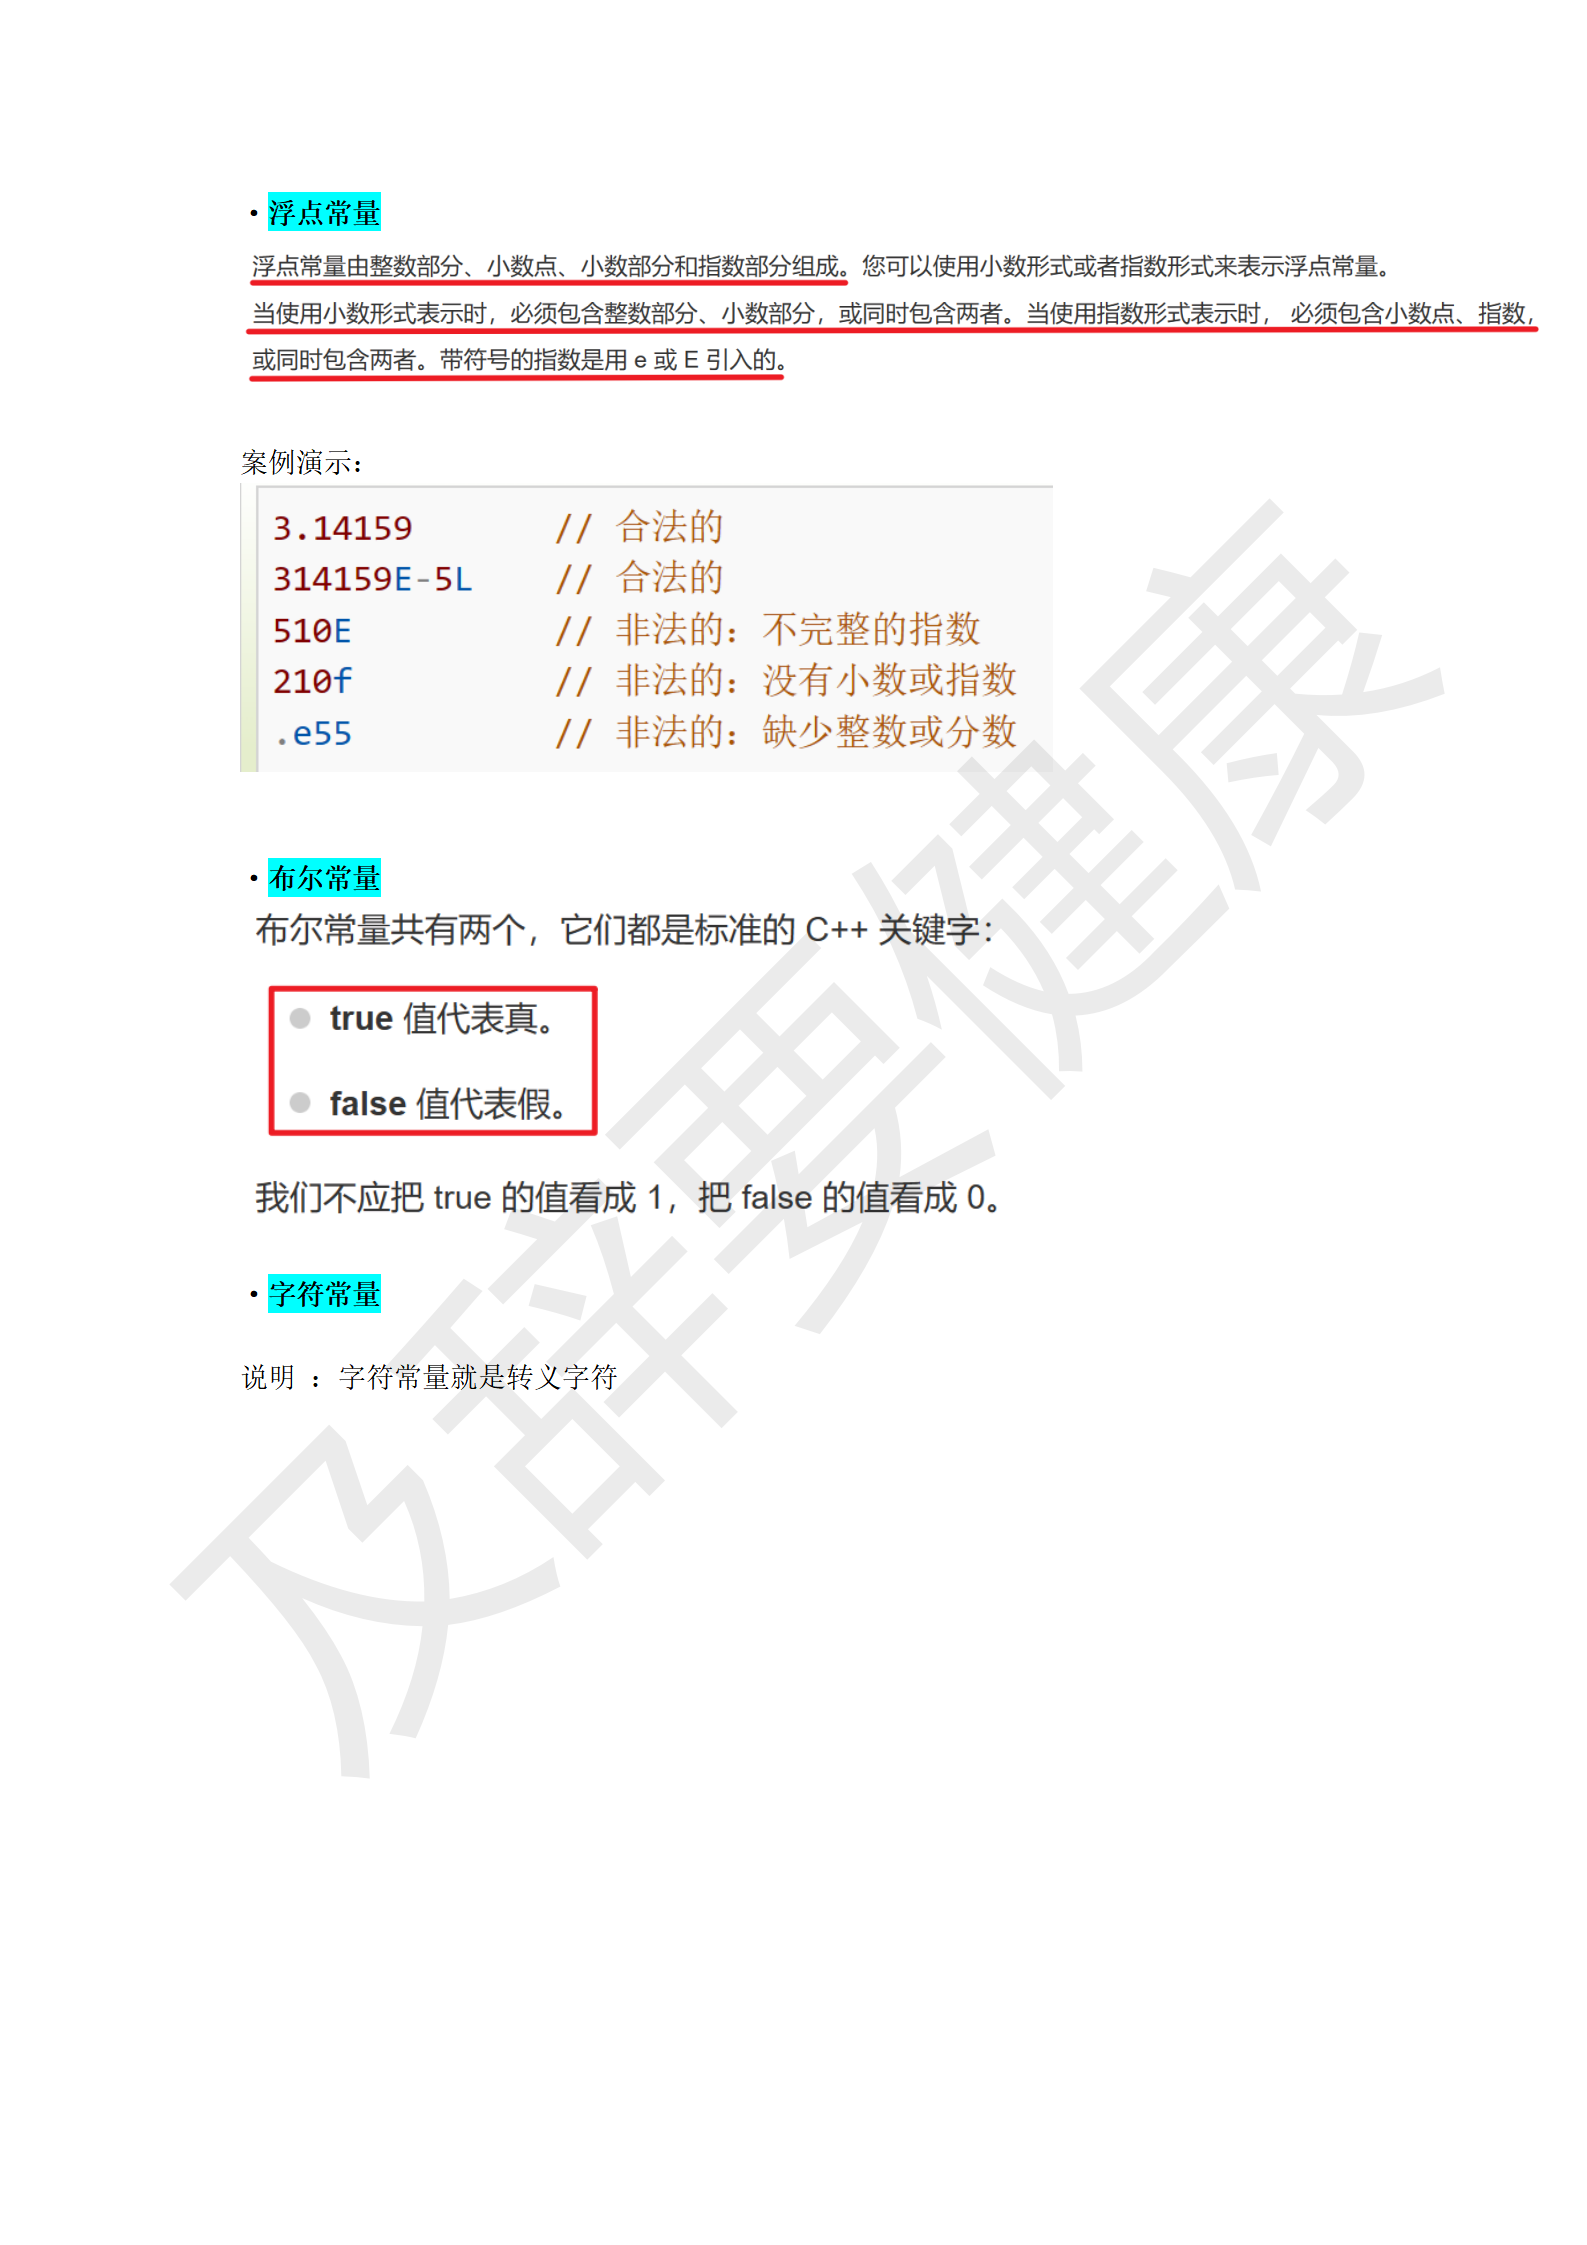 ·浮点常量
浮点常量由整数部分、小数点、小数部分和指数部分组成。您可以使用小数形式或者指数形式来表示浮点常量。
当使用小数形式表示时，必须包含整数部分、小数部分，或同时包含两者。当使用指数形式表示时， 必须包含小数点、指数，
或同时包含两者。带符号的指数是用 e 或 E 引入的。
案例演示：
3.14159 // 合法的
314159E-5L // 合法的
510E // 非法的：不完整的指数
210f // 非法的：没有小数或指数
.e55 // 非法的：缺少整数或分数
·布尔常量
布尔常量共有两个，它们都是标准的 C++ 关键字：
true 值代表真。
false 值代表假。
我们不应把 true 的值看成 1，把 false 的值看成 0。
·字符常量
说明 ：字符常量就是转义字符
及辞要健康